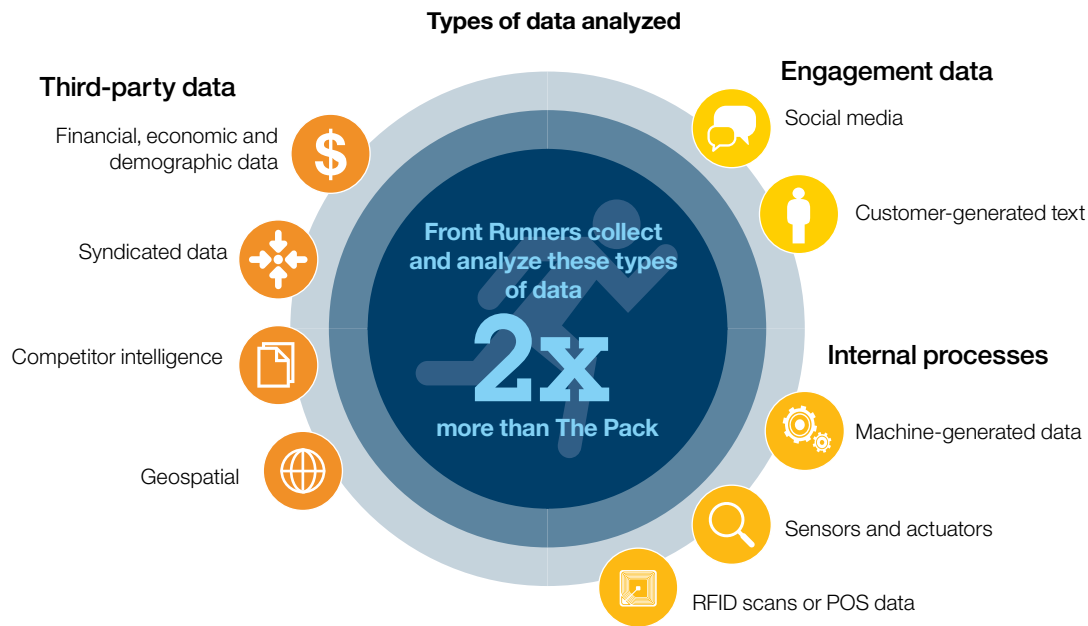 Types of data analyzed
Third-party data
Financial, economic and
demographic data
$
Syndicated data
Competitor intelligence
Geospatial
Front Runners collect
and analyze these types
of data
2x
more than The Pack
Engagement data
Social media
Customer-generated text
Internal processes
Machine-generated data
Sensors and actuators
RFID scans or POS data